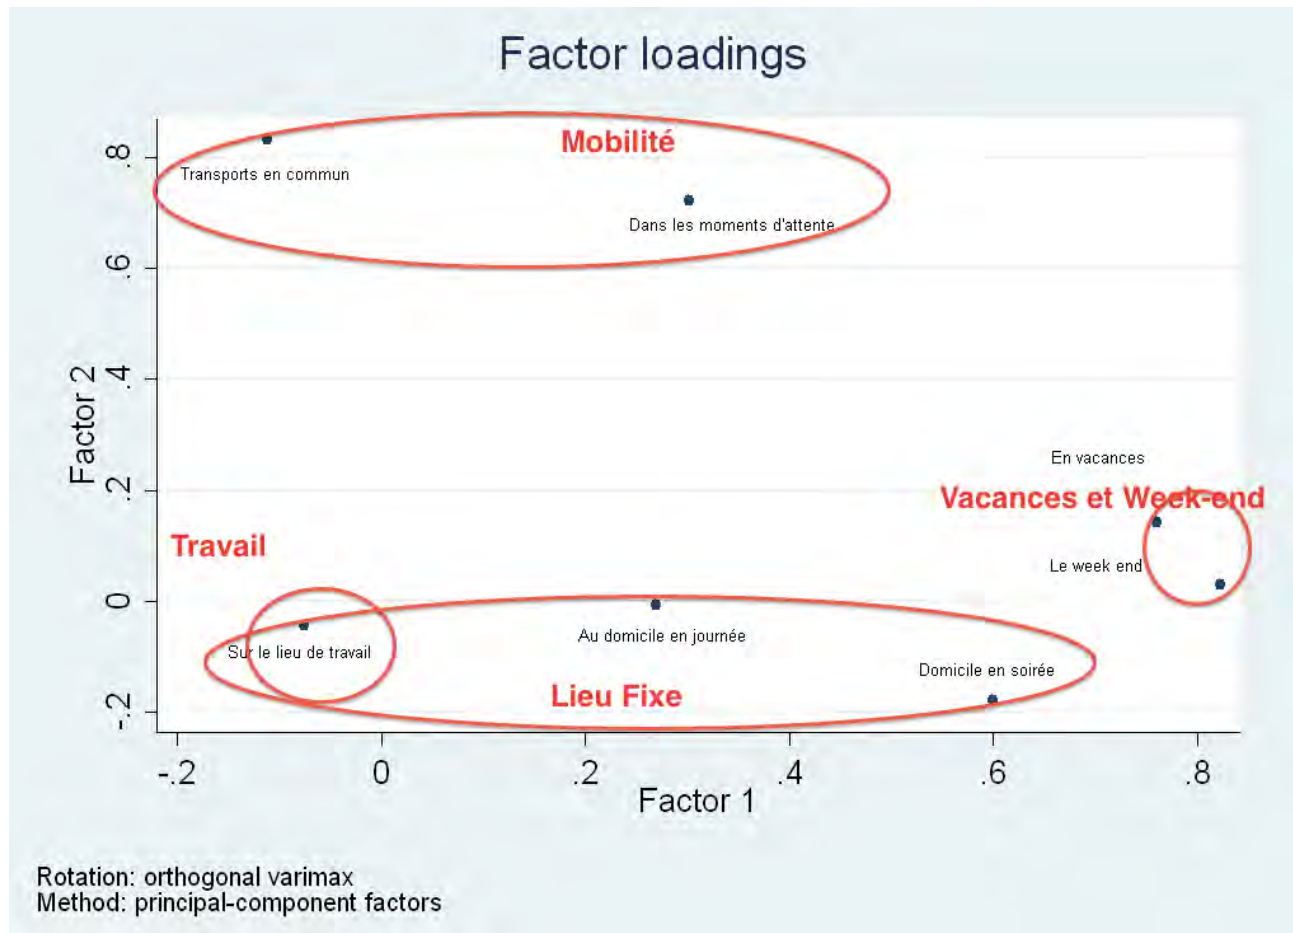 Factor loadings
Mobilité
Transports en commun
Dans les moments d'attente
.8
.6
.4
.2
0
-.2
Factor 2
En vacances
Vacances et Week-end
Travail
Le week end
Au domicile en journée
Sur le lieu de travail
Domicile en soirée
Lieu Fixe
-.2 0 .2 .4 .6 .8
Factor 1
Rotation: orthogonal varimax
Method: principal-component factors